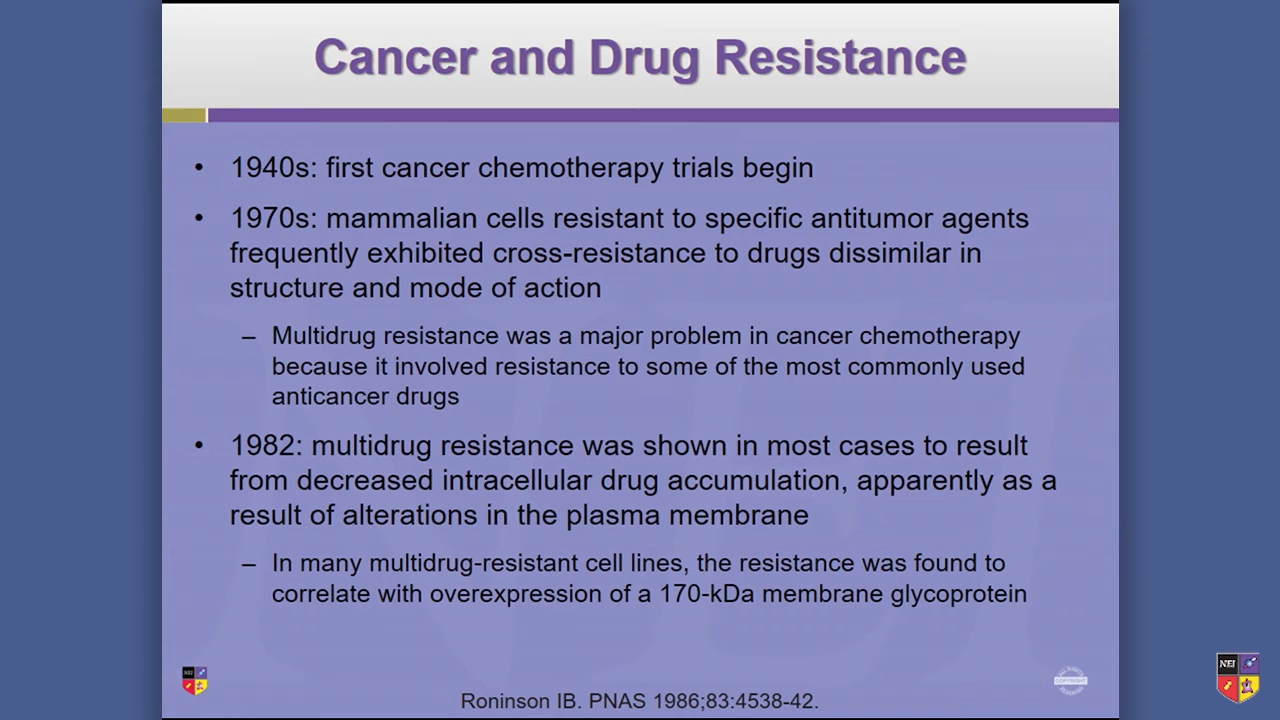 Cancer and Drug Resistance
• 1940s: first cancer chemotherapy trials begin
• 1970s: mammalian cells resistant to specific antitumor agents
frequently exhibited cross-resistance to drugs dissimilar in
structure and mode of action
– Multidrug resistance was a major problem in cancer chemotherapy
because it involved resistance to some of the most commonly used
anticancer drugs
• 1982: multidrug resistance was shown in most cases to result
from decreased intracellular drug accumulation, apparently as a
result of alterations in the plasma membrane
– In many multidrug-resistant cell lines, the resistance was found to
correlate with overexpression of a 170-kDa membrane glycoprotein
NEI
COPYRIGHT
NEI
Roninson IB. PNAS 1986;83:4538-42.